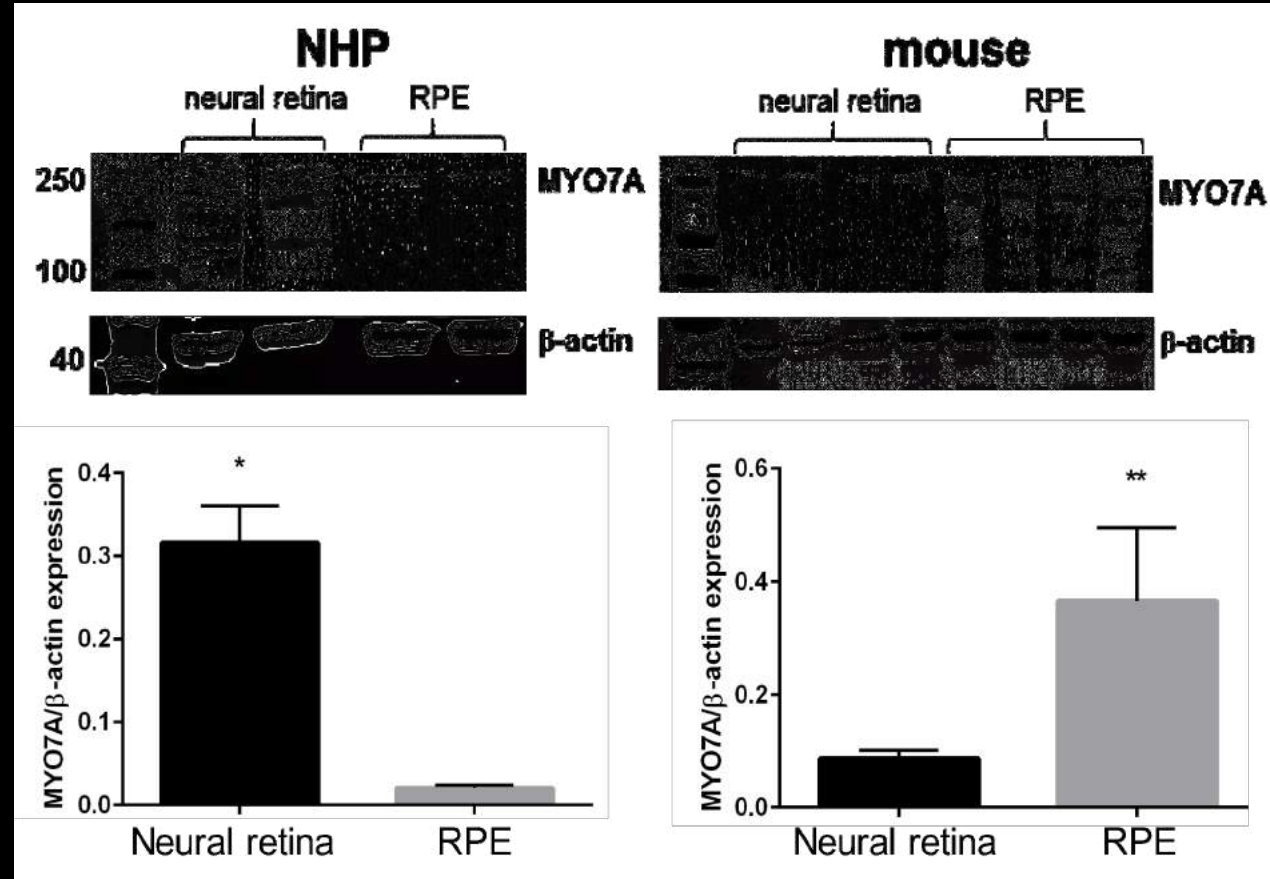 NHP
neural retina RPE
250
MYO7A
100
40
β-actin
mouse
neural retina RPE
MYO7A
β-actin
MYO7A/β-actin expression
0.4
0.3
0.2
0.1
0.0
*
Neural retina RPE
MYO7A/β-actin expression
0.6
0.4
0.2
0.0
**
Neural retina RPE